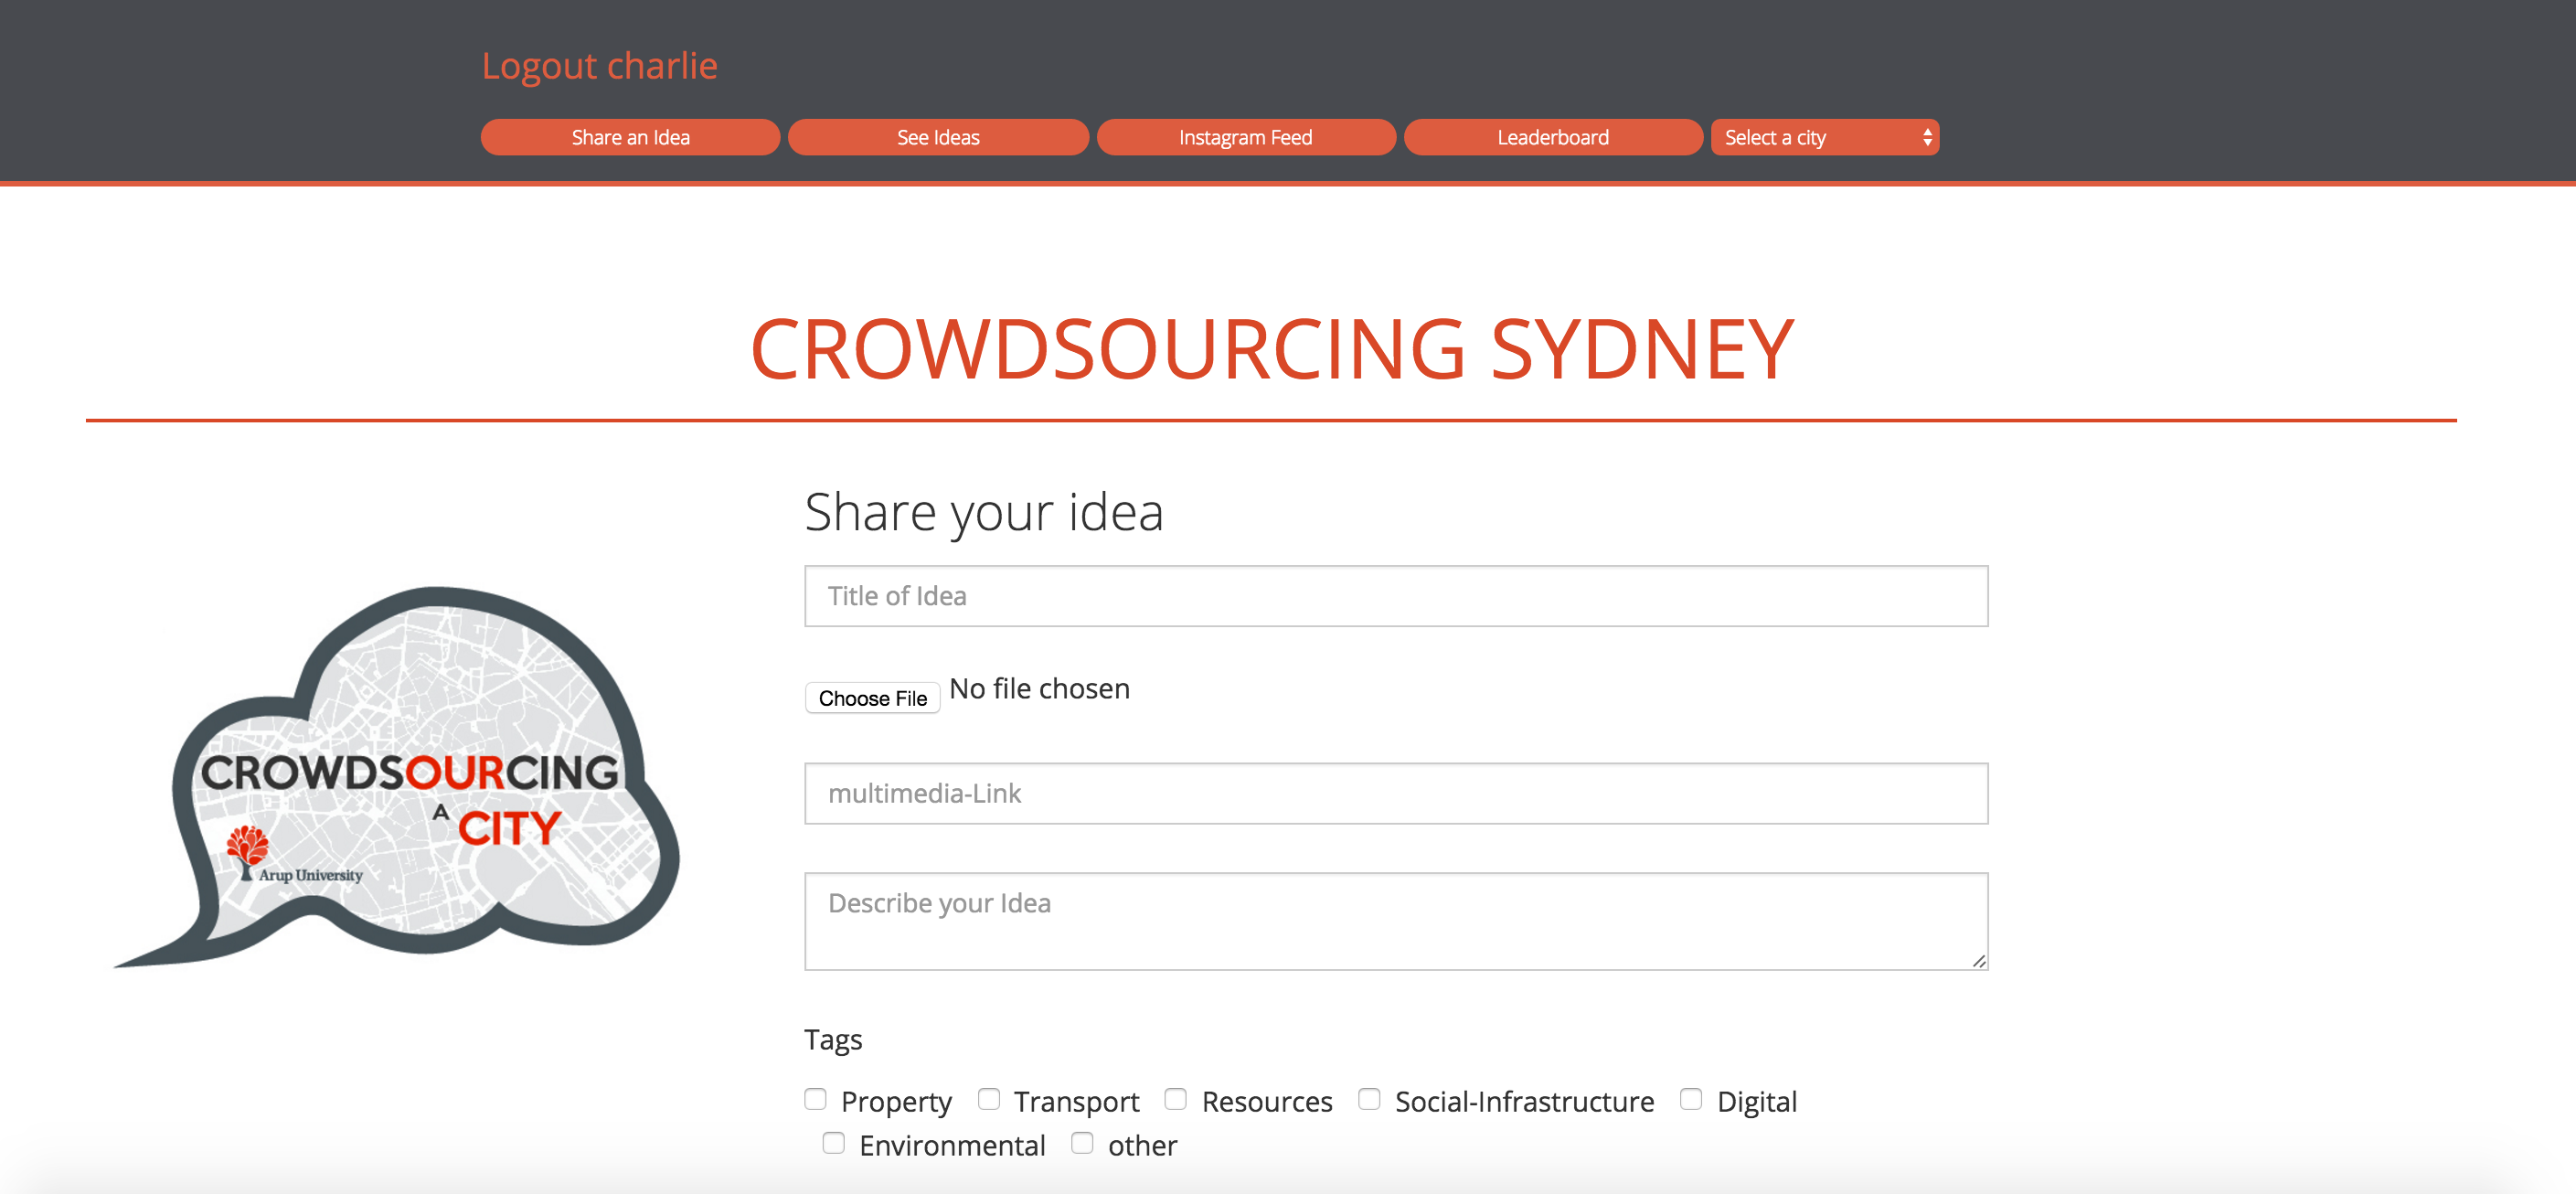 Logout charlie
Share an Idea See Ideas Instagram Feed Leaderboard Select a city
CROWDSOURCING SYDNEY
Share your idea
Title of Idea
Choose File No file chosen
multimedia-Link
Describe your Idea
CROWDSOURCING
A CITY
Arup University
Tags
Property Transport Resources Social-Infrastructure Digital
Environmental other